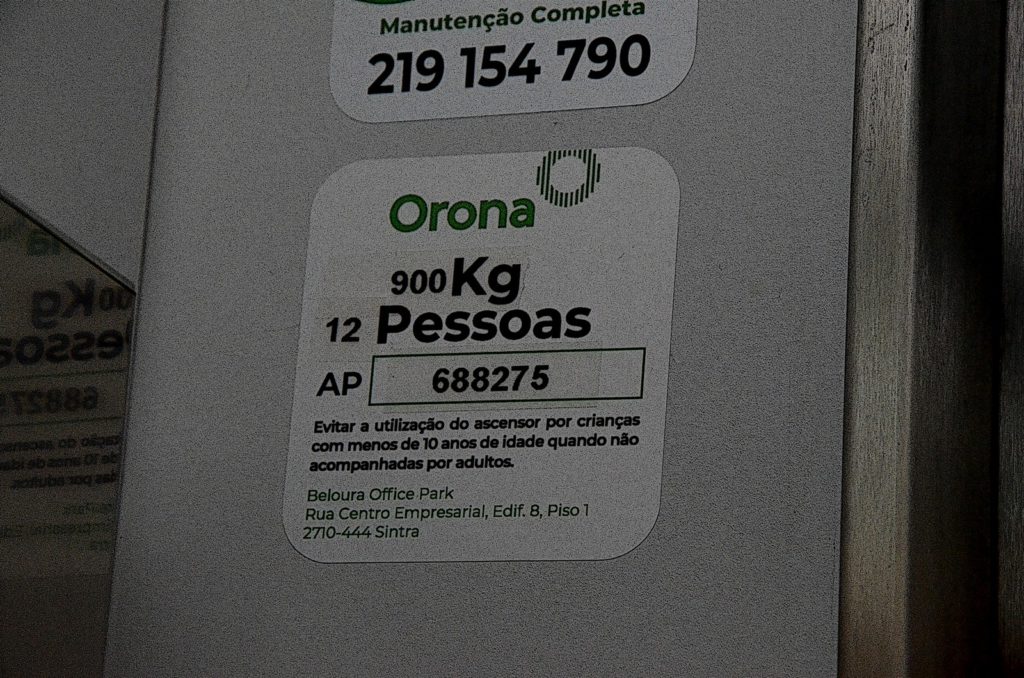 Manutenção Completa
219 154 790
Orona
900 Kg
12 Pessoas
AP 688275
Evitar a utilização do ascensor por crianças
com menos de 10 anos de idade quando não
acompanhadas por adultos.
Beloura Office Park
Rua Centro Empresarial, Edif. 8, Piso 1
2710-444 Sintra